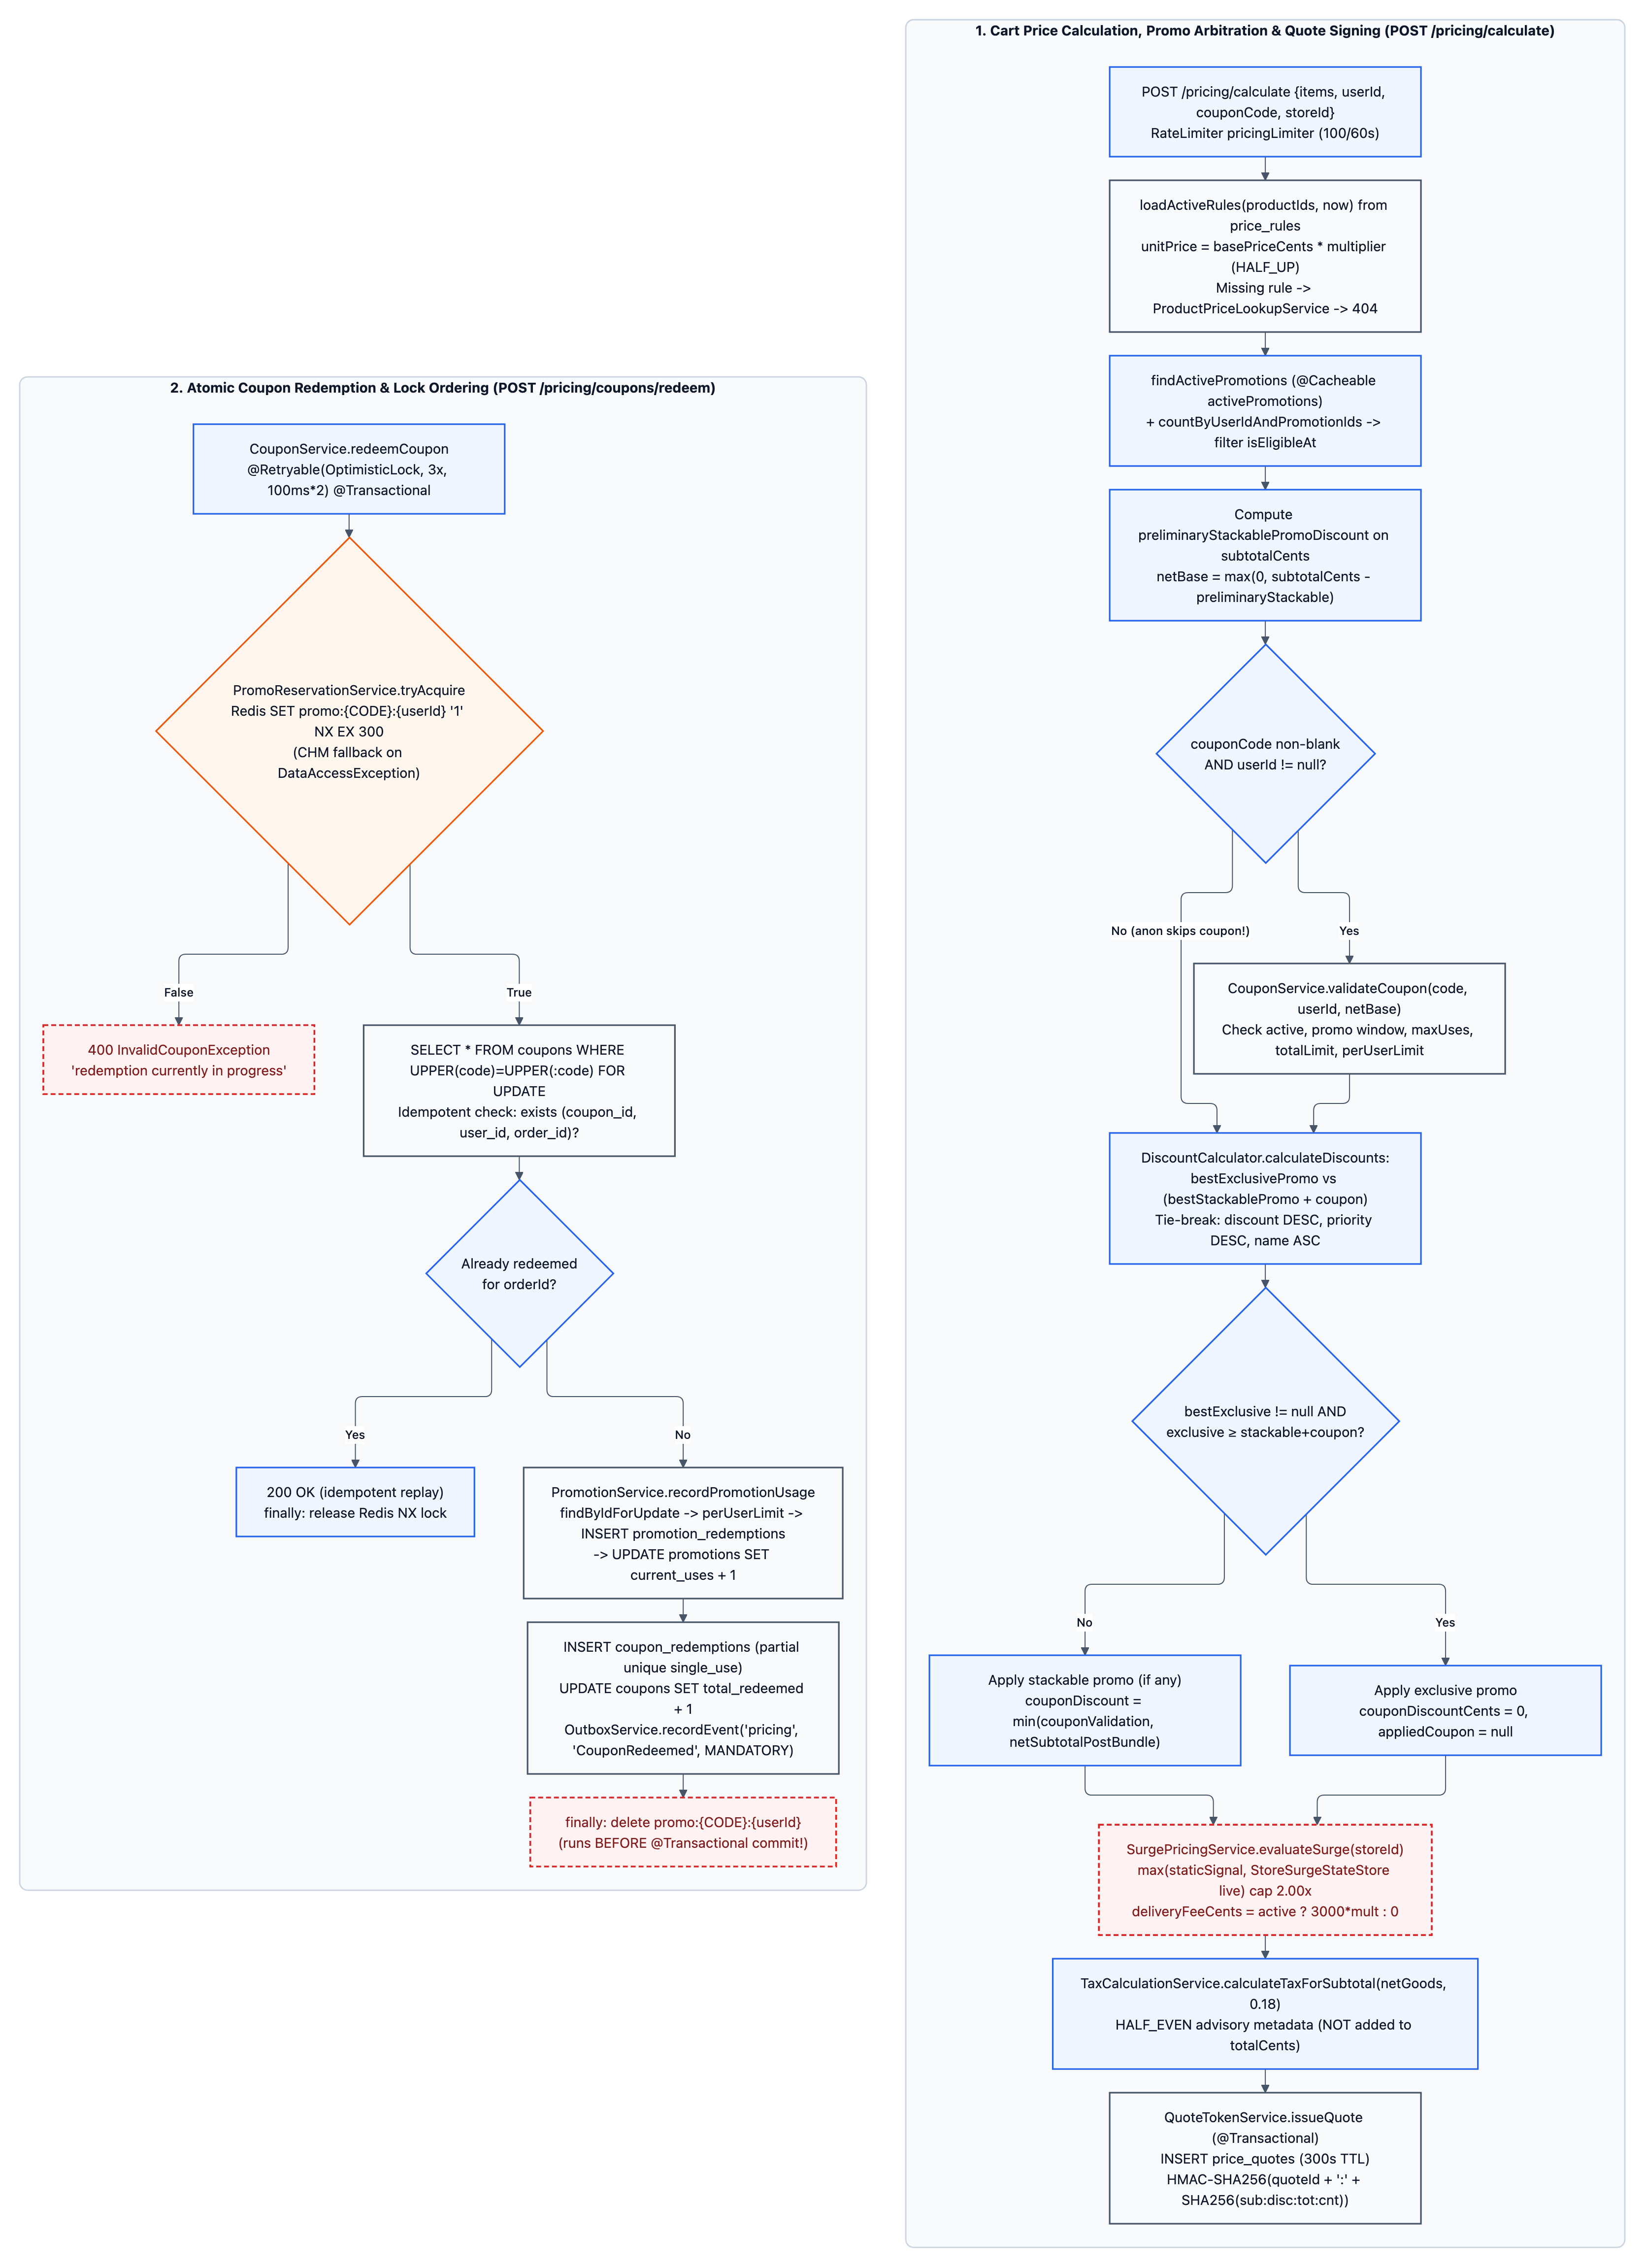 1. Cart Price Calculation, Promo Arbitration & Quote Signing (POST /pricing/calculate)
POST /pricing/calculate {items, userId,
couponCode, storeId}
RateLimiter pricingLimiter (100/60s)
loadActiveRules(productIds, now) from
price_rules
unitPrice = basePriceCents * multiplier
(HALF_UP)
Missing rule ->
ProductPriceLookupService -> 404
findActivePromotions (@Cacheable
activePromotions)
+ countByUserIdAndPromotionIds ->
filter isEligibleAt
Compute
preliminaryStackablePromoDiscount on
subtotalCents
netBase = max(0, subtotalCents -
preliminaryStackable)
couponCode non-blank
AND userId != null?
No (anon skips coupon!)
Yes
CouponService.validateCoupon(code,
userId, netBase)
Check active, promo window, maxUses,
totalLimit, perUserLimit
DiscountCalculator.calculateDiscounts:
bestExclusivePromo vs
(bestStackablePromo + coupon)
Tie-break: discount DESC, priority
DESC, name ASC
bestExclusive != null AND
exclusive ≥ stackable+coupon?
No
Yes
Apply stackable promo (if any)
couponDiscount =
min(couponValidation,
netSubtotalPostBundle)
Apply exclusive promo
couponDiscountCents = 0,
appliedCoupon = null
SurgePricingService.evaluateSurge(storeId)
max(staticSignal, StoreSurgeStateStore
live) cap 2.00x
deliveryFeeCents = active ? 3000*mult : 0
TaxCalculationService.calculateTaxForSubtotal(netGoods,
0.18)
HALF_EVEN advisory metadata (NOT added to
totalCents)
QuoteTokenService.issueQuote
(@Transactional)
INSERT price_quotes (300s TTL)
HMAC-SHA256(quoteId + ':' +
SHA256(sub:disc:tot:cnt))
2. Atomic Coupon Redemption & Lock Ordering (POST /pricing/coupons/redeem)
CouponService.redeemCoupon
@Retryable(OptimisticLock, 3x,
100ms*2) @Transactional
PromoReservationService.tryAcquire
Redis SET promo:{CODE}:{userId} '1'
NX EX 300
(CHM fallback on
DataAccessException)
False
True
400 InvalidCouponException
'redemption currently in progress'
SELECT * FROM coupons WHERE
UPPER(code)=UPPER(:code) FOR
UPDATE
Idempotent check: exists (coupon_id,
user_id, order_id)?
Already redeemed
for orderId?
Yes
No
200 OK (idempotent replay)
finally: release Redis NX lock
PromotionService.recordPromotionUsage
findByIdForUpdate -> perUserLimit ->
INSERT promotion_redemptions
-> UPDATE promotions SET
current_uses + 1
INSERT coupon_redemptions (partial
unique single_use)
UPDATE coupons SET total_redeemed
+ 1
OutboxService.recordEvent('pricing',
'CouponRedeemed', MANDATORY)
finally: delete promo:{CODE}:{userId}
(runs BEFORE @Transactional commit!)